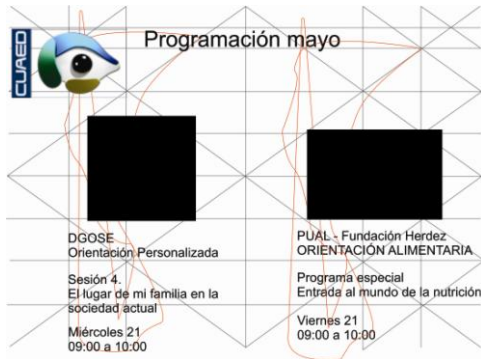 CUAED
Programación mayo
DGOSE
Orientación Personalizada
Sesión 4.
El lugar de mi familia en la
sociedad actual
Miércoles 21
09:00 a 10:00
PUAL - Fundación Herdez
ORIENTACIÓN ALIMENTARIA
Programa especial
Entrada al mundo de la nutrición
Viernes 21
09:00 a 10:00